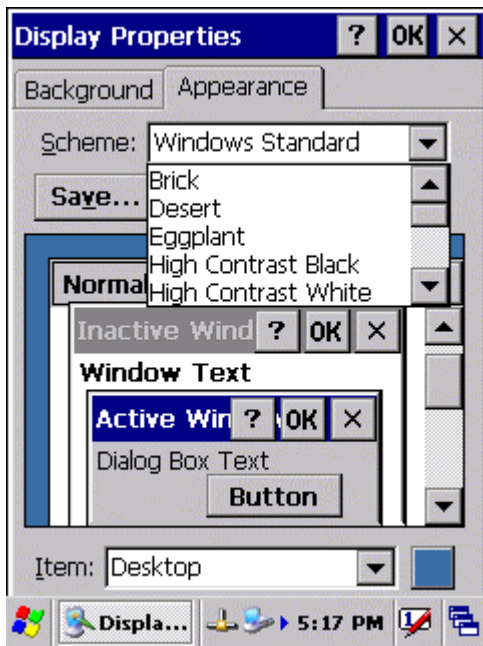 Display Properties ? OK ×
Background Appearance
Scheme: Windows Standard
Save...
Brick
Desert
Eggplant
High Contrast Black
High Contrast White
Normal
Inactive Wind ? OK ×
Window Text
Active Win ? OK ×
Dialog Box Text
Button
Item: Desktop
Displa... 5:17 PM